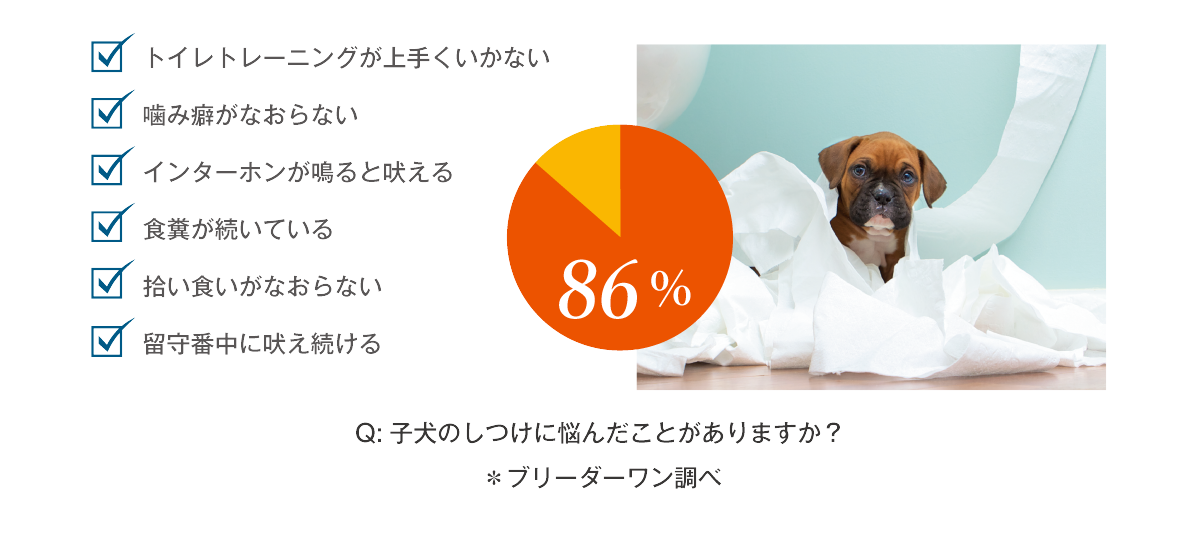 トイレトレーニングが上手くいかない
噛み癖がなおらない
インターホンが鳴ると吠える
食糞が続いている
拾い食いがなおらない
留守番中に吠え続ける
86%
Q: 子犬のしつけに悩んだことがありますか？
＊ブリーダーワン調べ